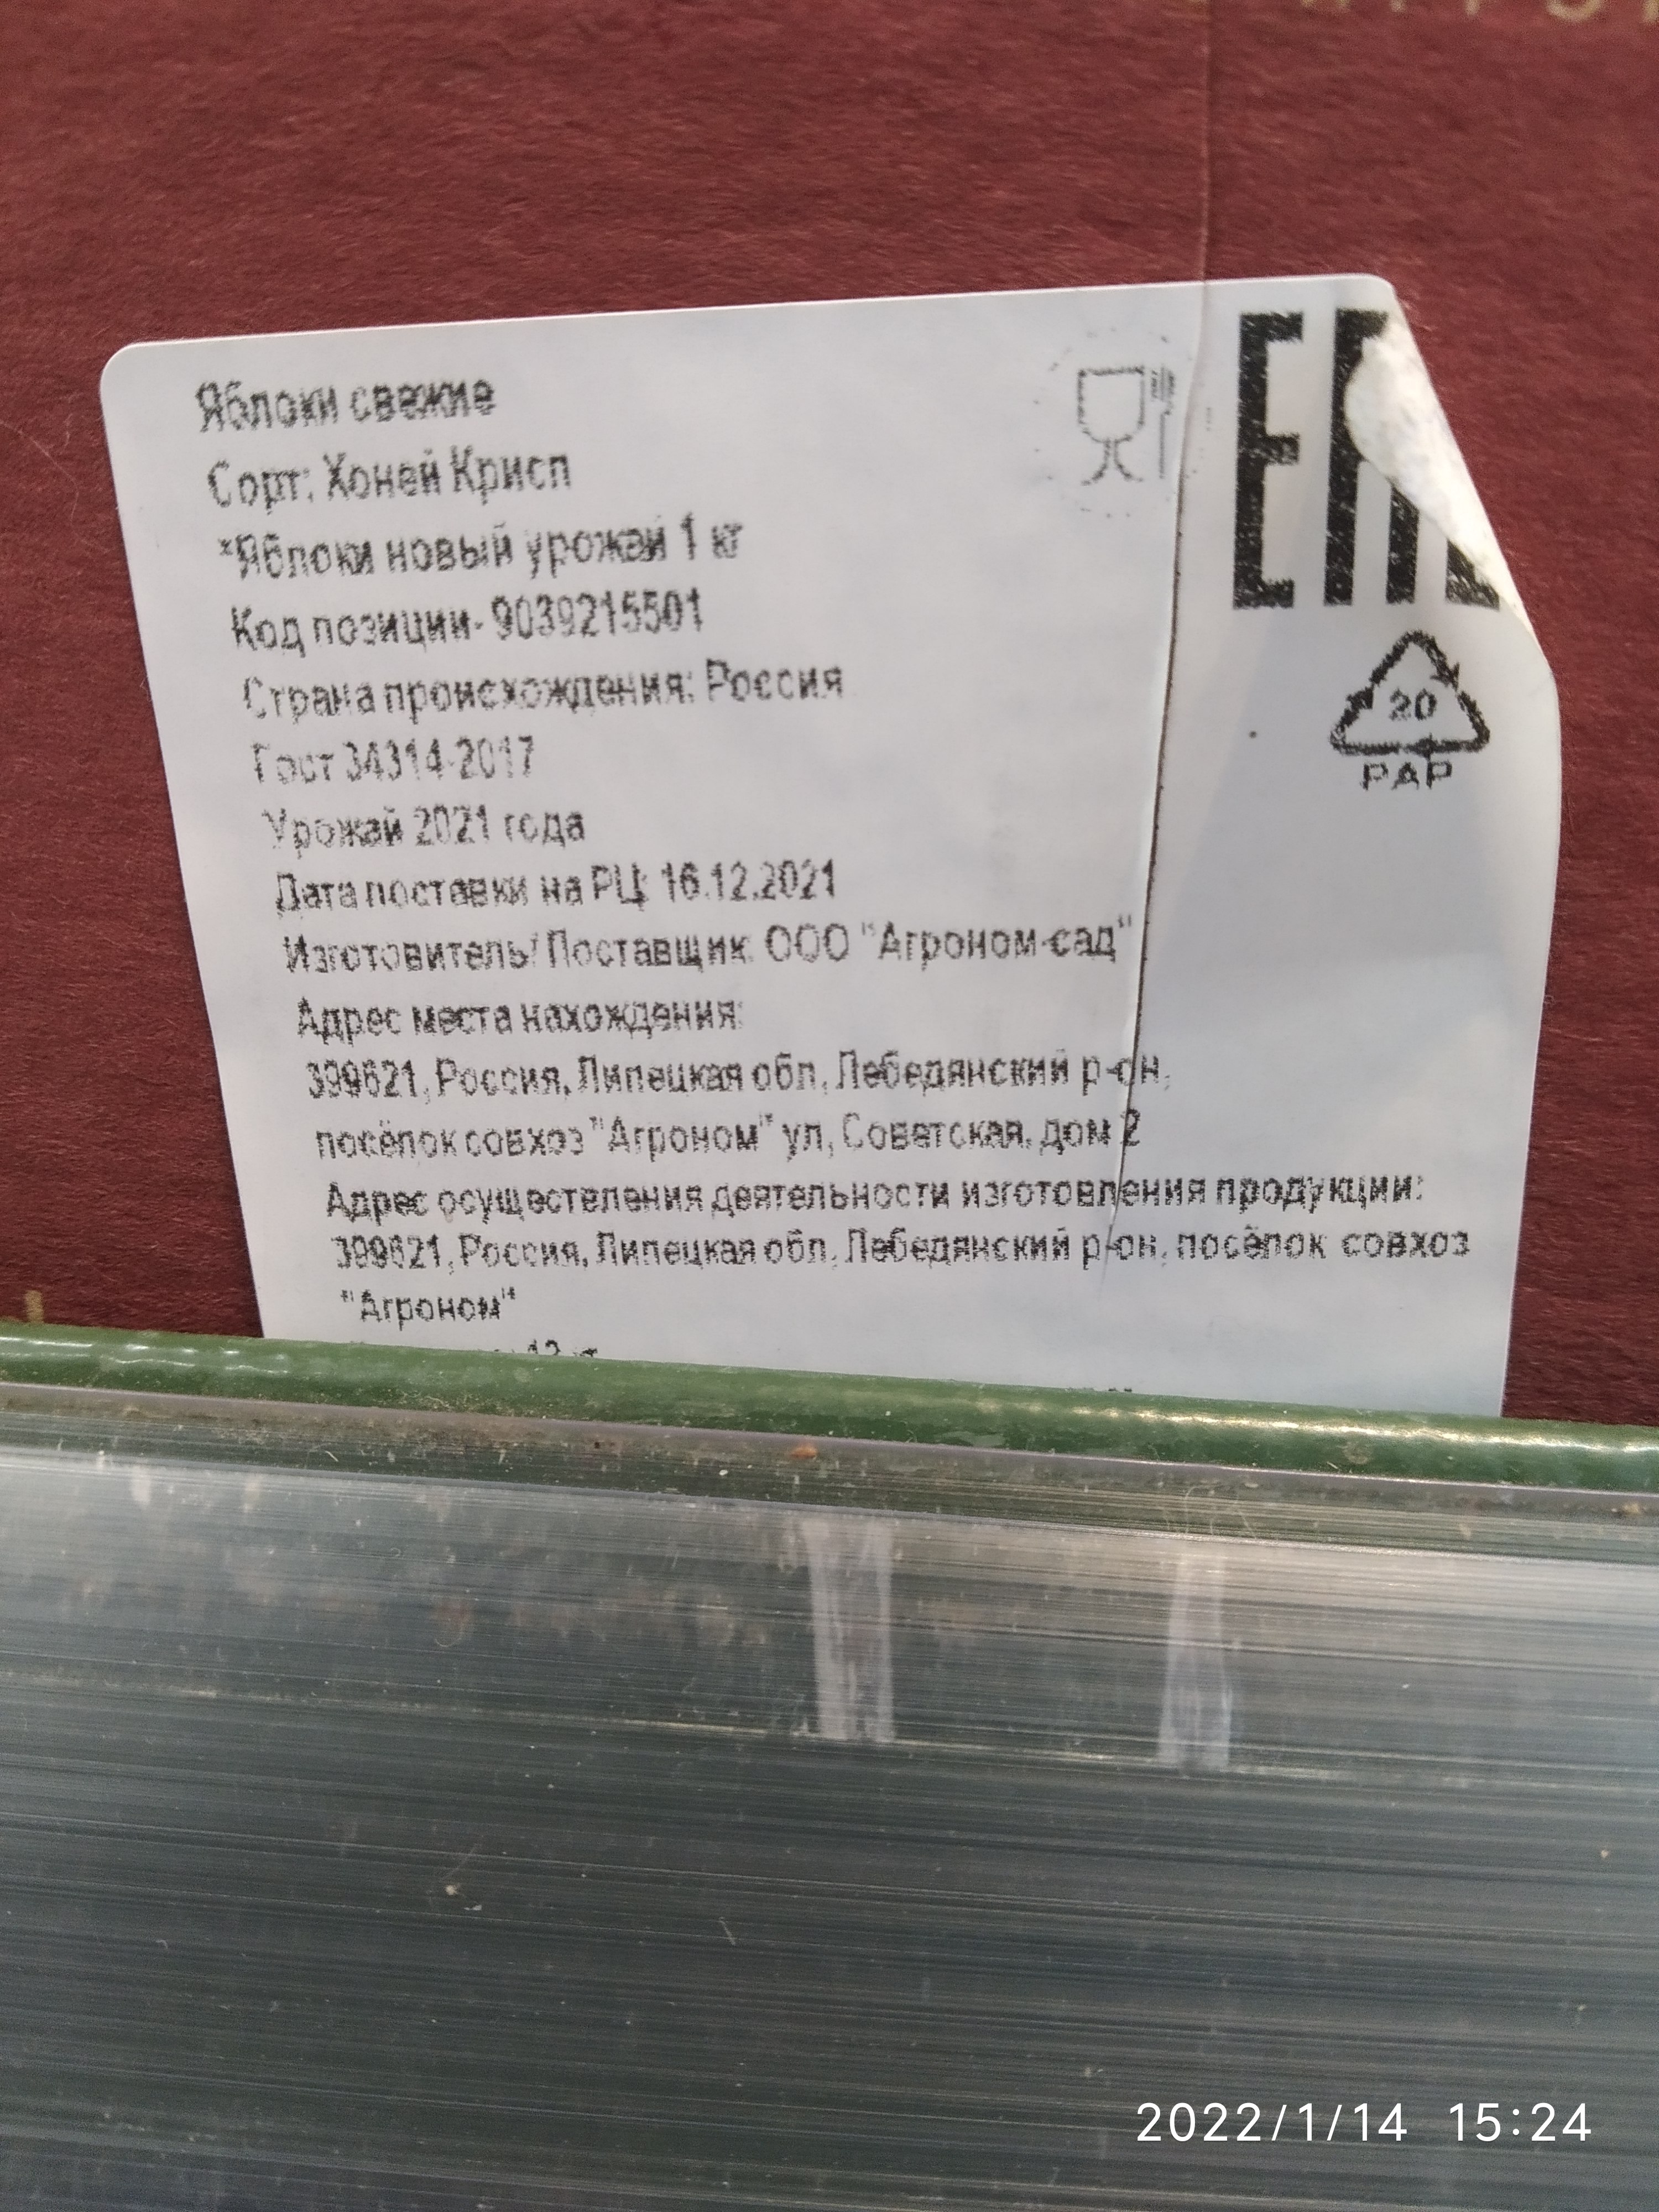 Яблоки свежие
Сорт: Хоней Крисп
*Яблоки новый урожай 1 кг
Код позиции- 9039215501
Страна происхождения: Россия
Гост 34314-2017
Урожай 2021 года
Дата поставки на РЦ: 16.12.2021
Изготовитель/ Поставщик: ООО "Агроном-сад"
Адрес места нахождения:
399621, Россия, Липецкая обл, Лебедянский р-он,
посёлок совхоз "Агроном" ул, Советская, дом 2
Адрес осуществления деятельности изготовления продукции:
399621, Россия, Липецкая обл, Лебедянский р-он, посёлок совхоз
"Агроном"
EAC
20
PAP
2022/1/14 15:24